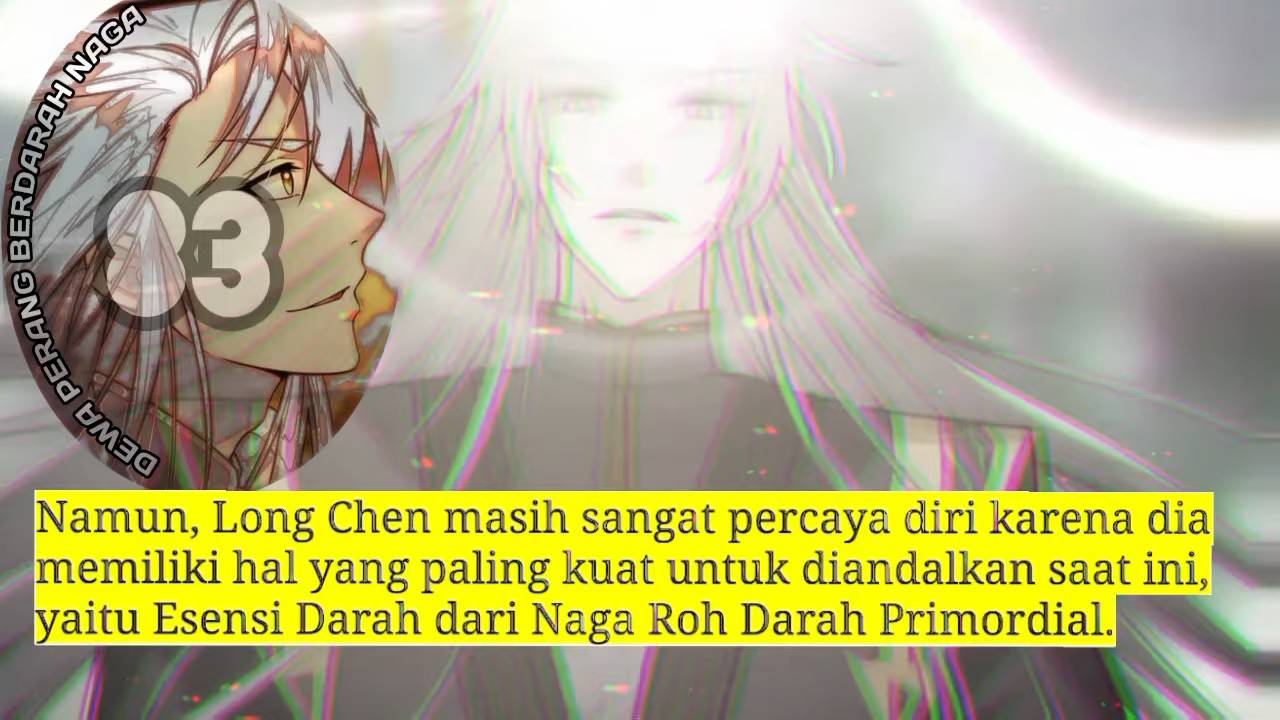 DEWA PERANG BERDARAH NAGA
83
Namun, Long Chen masih sangat percaya diri karena dia
memiliki hal yang paling kuat untuk diandalkan saat ini,
yaitu Esensi Darah dari Naga Roh Darah Primordial.